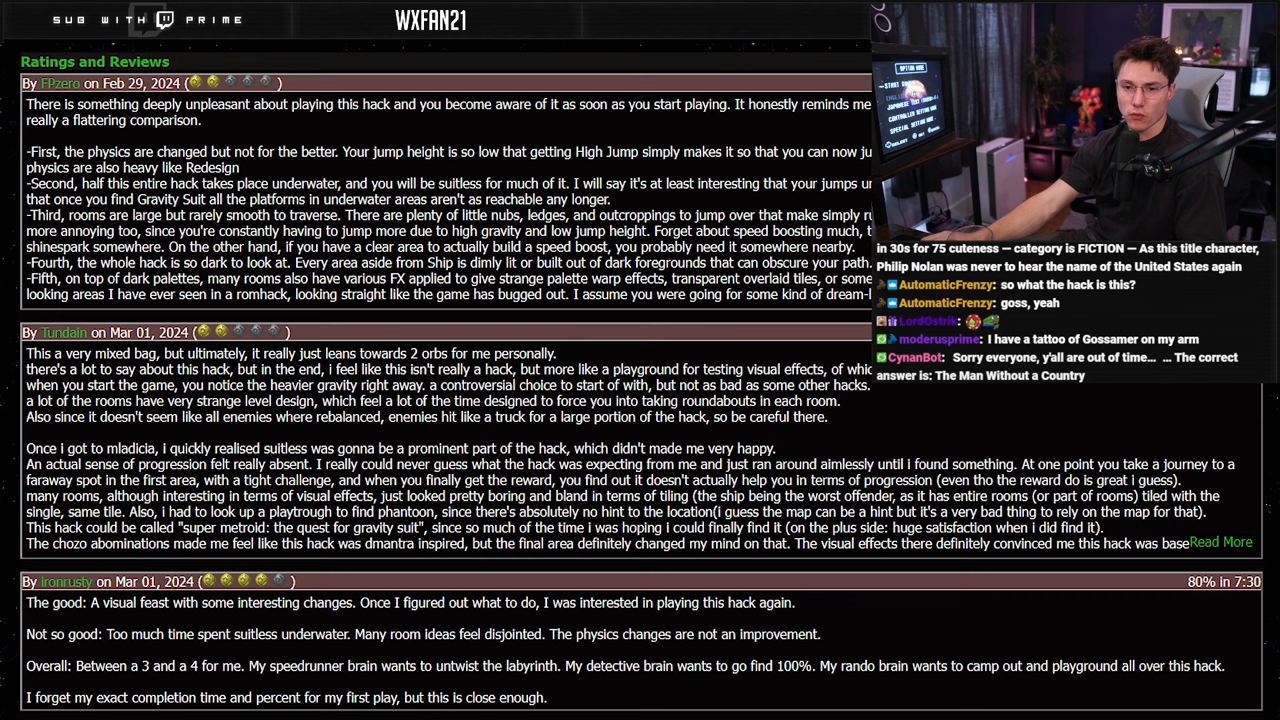 SUB WITH PRIME
WXFAN21
Ratings and Reviews
By FPzero on Feb 29, 2024 ( )
There is something deeply unpleasant about playing this hack and you become aware of it as soon as you start playing. It honestly reminds me
really a flattering comparison.
-First, the physics are changed but not for the better. Your jump height is so low that getting High Jump simply makes it so that you can now ju
physics are also heavy like Redesign
-Second, half this entire hack takes place underwater, and you will be suitless for much of it. I will say it's at least interesting that your jumps un
that once you find Gravity Suit all the platforms in underwater areas aren't as reachable any longer.
-Third, rooms are large but rarely smooth to traverse. There are plenty of little nubs, ledges, and outcroppings to jump over that make simply ru
more annoying too, since you're constantly having to jump more due to high gravity and low jump height. Forget about speed boosting much, t
shinespark somewhere. On the other hand, if you have a clear area to actually build a speed boost, you probably need it somewhere nearby.
-Fourth, the whole hack is so dark to look at. Every area aside from Ship is dimly lit or built out of dark foregrounds that can obscure your path.
-Fifth, on top of dark palettes, many rooms also have various FX applied to give strange palette warp effects, transparent overlaid tiles, or some
looking areas I have ever seen in a romhack, looking straight like the game has bugged out. I assume you were going for some kind of dream-l
OPTION MODE
START GAME
JAPANESE TEXT
CONTROLLER SETTING MODE
SPECIAL SETTING MODE
in 30s for 75 cuteness — category is FICTION — As this title character,
Philip Nolan was never to hear the name of the United States again
AutomaticFrenzy: so what the hack is this?
AutomaticFrenzy: goss, yeah
LordOstrik:
moderusprime: I have a tattoo of Gossamer on my arm
CynanBot: Sorry everyone, y'all are out of time… … The correct
answer is: The Man Without a Country
By Tundain on Mar 01, 2024 ( )
This a very mixed bag, but ultimately, it really just leans towards 2 orbs for me personally.
there's a lot to say about this hack, but in the end, i feel like this isn't really a hack, but more like a playground for testing visual effects, of whic
when you start the game, you notice the heavier gravity right away. a controversial choice to start of with, but not as bad as some other hacks.
a lot of the rooms have very strange level design, which feel a lot of the time designed to force you into taking roundabouts in each room.
Also since it doesn't seem like all enemies where rebalanced, enemies hit like a truck for a large portion of the hack, so be careful there.
Once i got to mladicia, i quickly realised suitless was gonna be a prominent part of the hack, which didn't made me very happy.
An actual sense of progression felt really absent. I really could never guess what the hack was expecting from me and just ran around aimlessly until i found something. At one point you take a journey to a
faraway spot in the first area, with a tight challenge, and when you finally get the reward, you find out it doesn't actually help you in terms of progression (even tho the reward do is great i guess).
many rooms, although interesting in terms of visual effects, just looked pretty boring and bland in terms of tiling (the ship being the worst offender, as it has entire rooms (or part of rooms) tiled with the
single, same tile. Also, i had to look up a playtrough to find phantoon, since there's absolutely no hint to the location(i guess the map can be a hint but it's a very bad thing to rely on the map for that).
This hack could be called "super metroid: the quest for gravity suit", since so much of the time i was hoping i could finally find it (on the plus side: huge satisfaction when i did find it).
The chozo abominations made me feel like this hack was dmantra inspired, but the final area definitely changed my mind on that. The visual effects there definitely convinced me this hack was base Read More
By ironrusty on Mar 01, 2024 ( ) 80% in 7:30
The good: A visual feast with some interesting changes. Once I figured out what to do, I was interested in playing this hack again.
Not so good: Too much time spent suitless underwater. Many room ideas feel disjointed. The physics changes are not an improvement.
Overall: Between a 3 and a 4 for me. My speedrunner brain wants to untwist the labyrinth. My detective brain wants to go find 100%. My rando brain wants to camp out and playground all over this hack.
I forget my exact completion time and percent for my first play, but this is close enough.